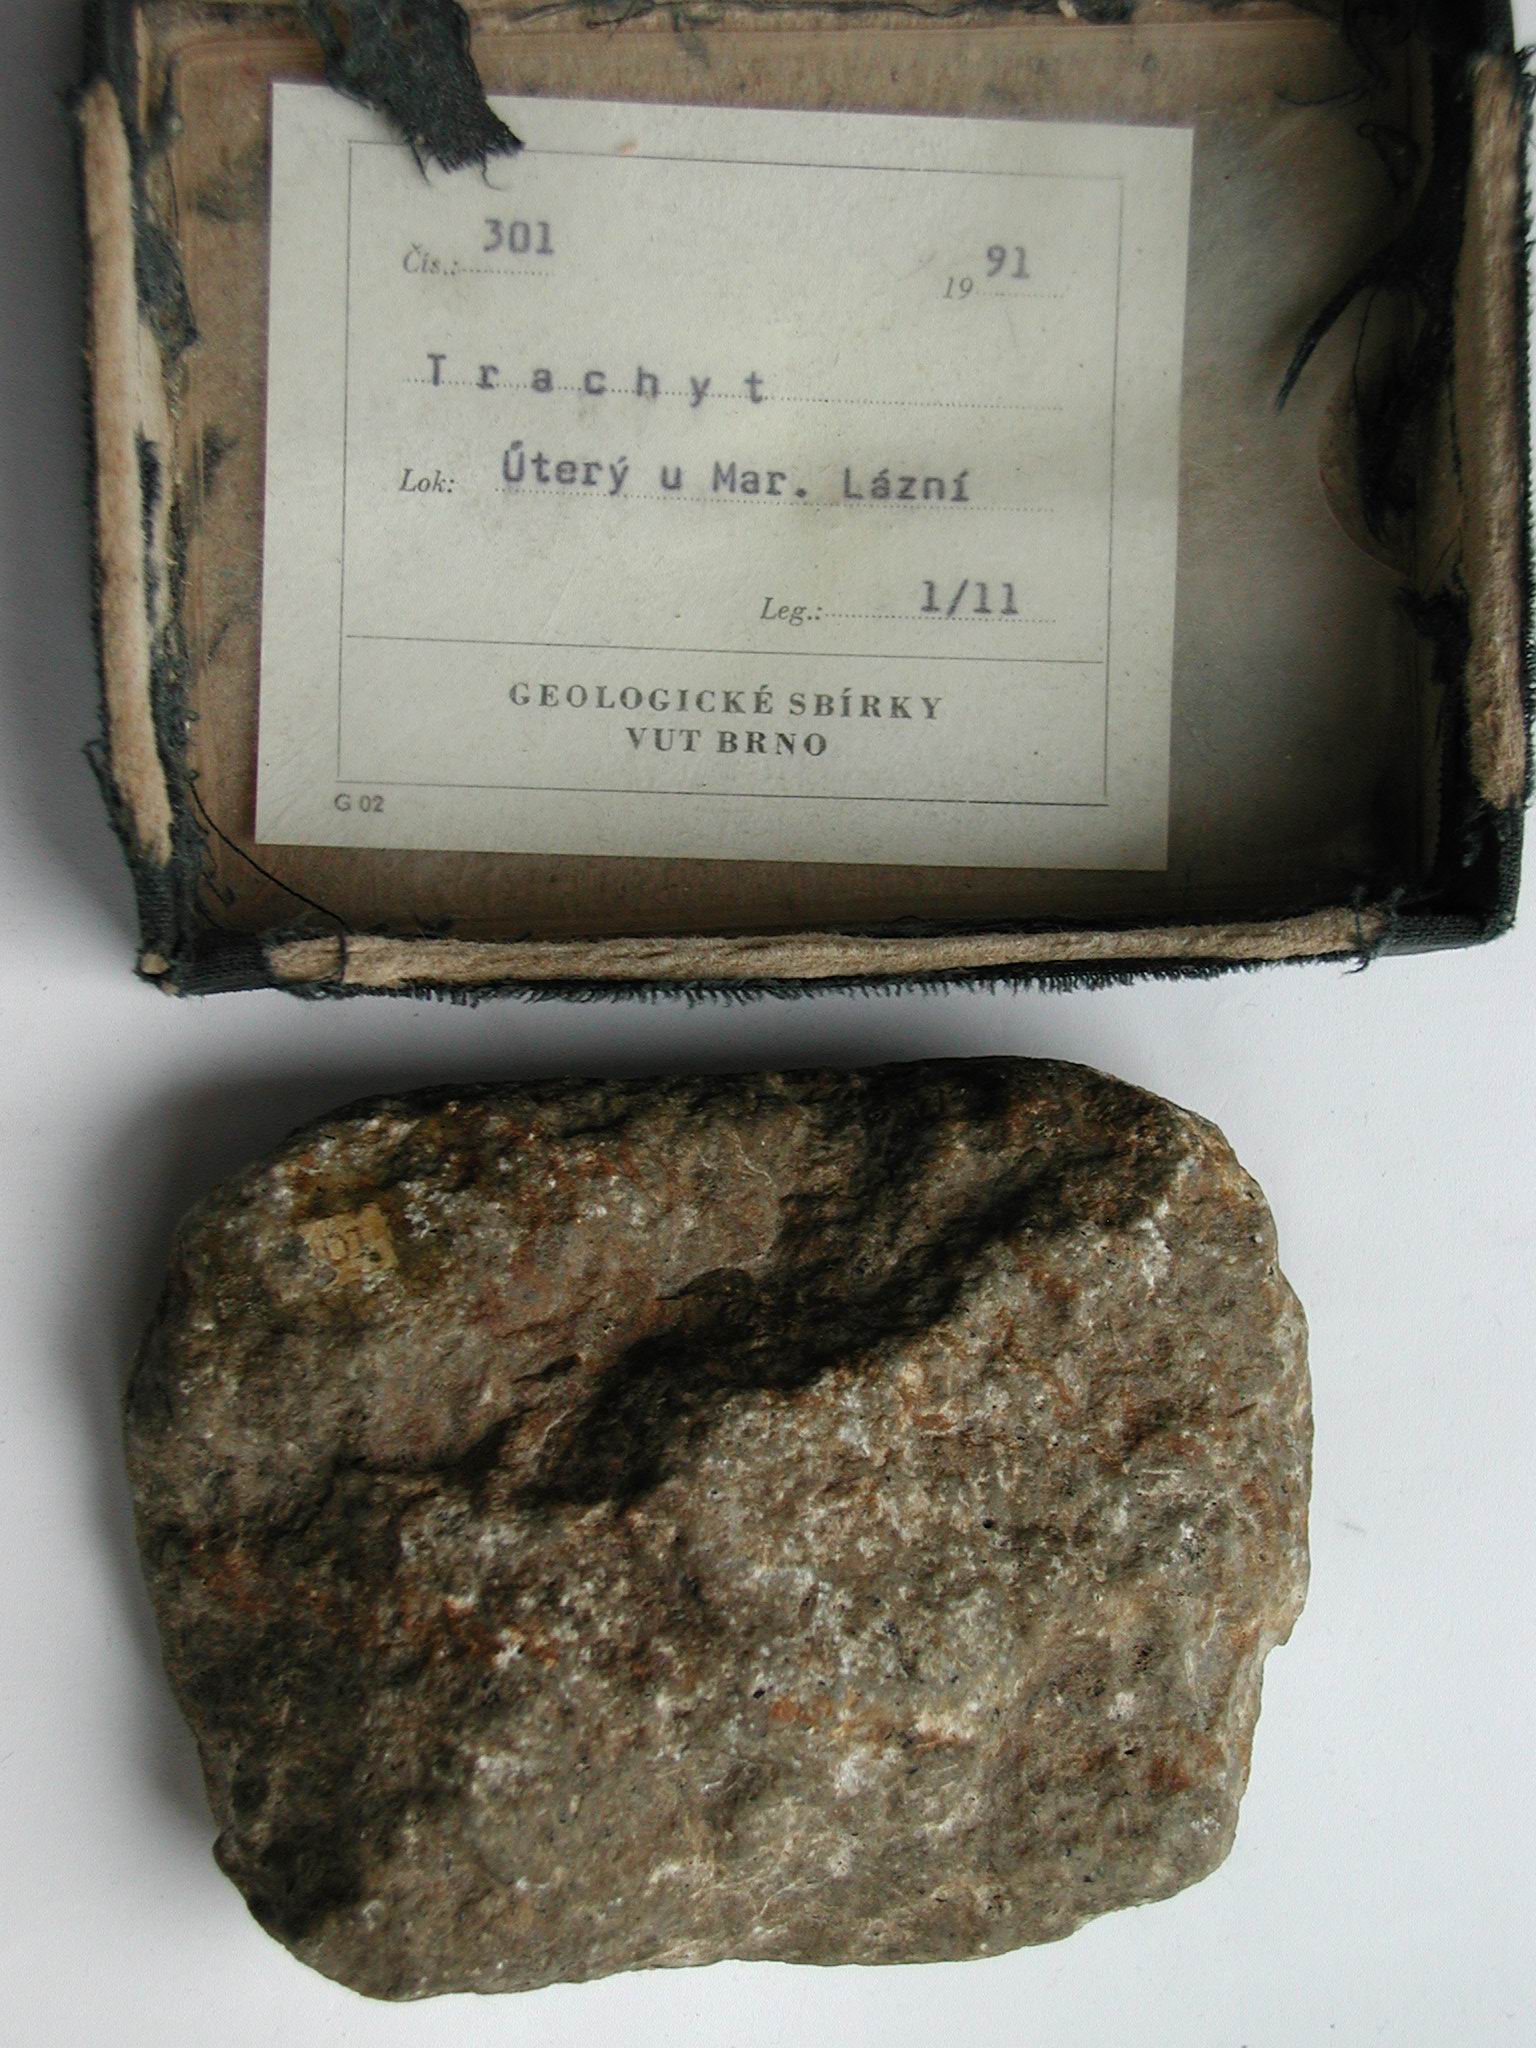 Čís.: 301 19 91
Trachyt
Lok: Úterý u Mar. Lázní
Leg.: 1/11
GEOLOGICKÉ SBÍRKY
VUT BRNO
G 02